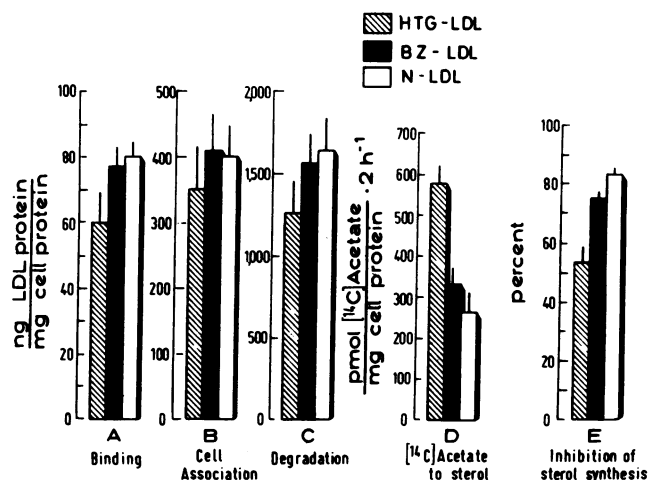 HTG-LDL
BZ-LDL
N-LDL
ng LDL protein
mg cell protein
80
60
40
20
0
A
Binding
500
400
300
200
100
0
B
Cell
Association
2,000
1,500
1,000
500
0
C
Degradation
pmol [¹⁴C]Acetate · 2 h⁻¹
mg cell protein
700
600
500
400
300
200
100
0
D
[¹⁴C]Acetate
to sterol
percent
100
80
60
40
20
0
E
Inhibition of
sterol synthesis